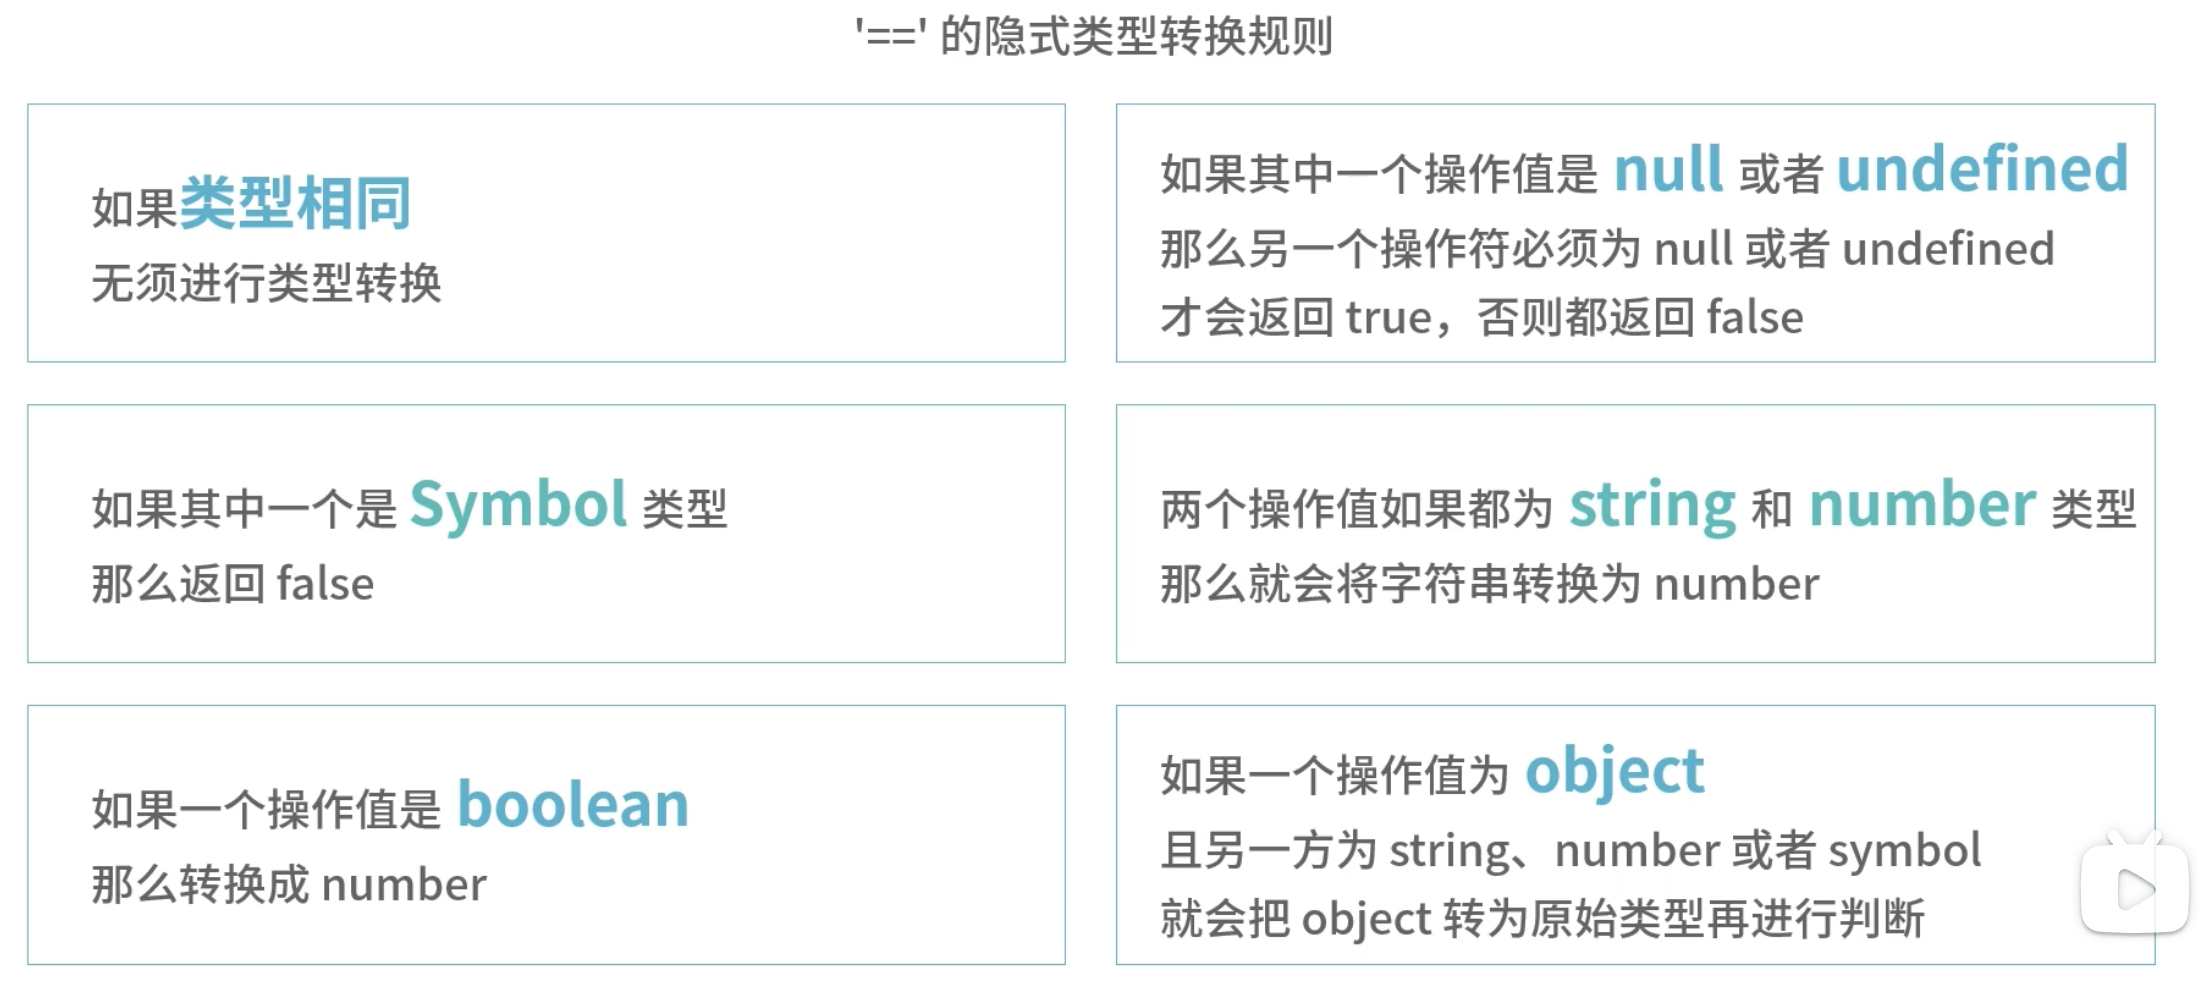 '==' 的隐式类型转换规则
如果类型相同
无须进行类型转换
如果其中一个操作值是 null 或者 undefined
那么另一个操作符必须为 null 或者 undefined
才会返回 true，否则都返回 false
如果其中一个是 Symbol 类型
那么返回 false
两个操作值如果都为 string 和 number 类型
那么就会将字符串转换为 number
如果一个操作值是 boolean
那么转换成 number
如果一个操作值为 object
且另一方为 string、number 或者 symbol
就会把 object 转为原始类型再进行判断